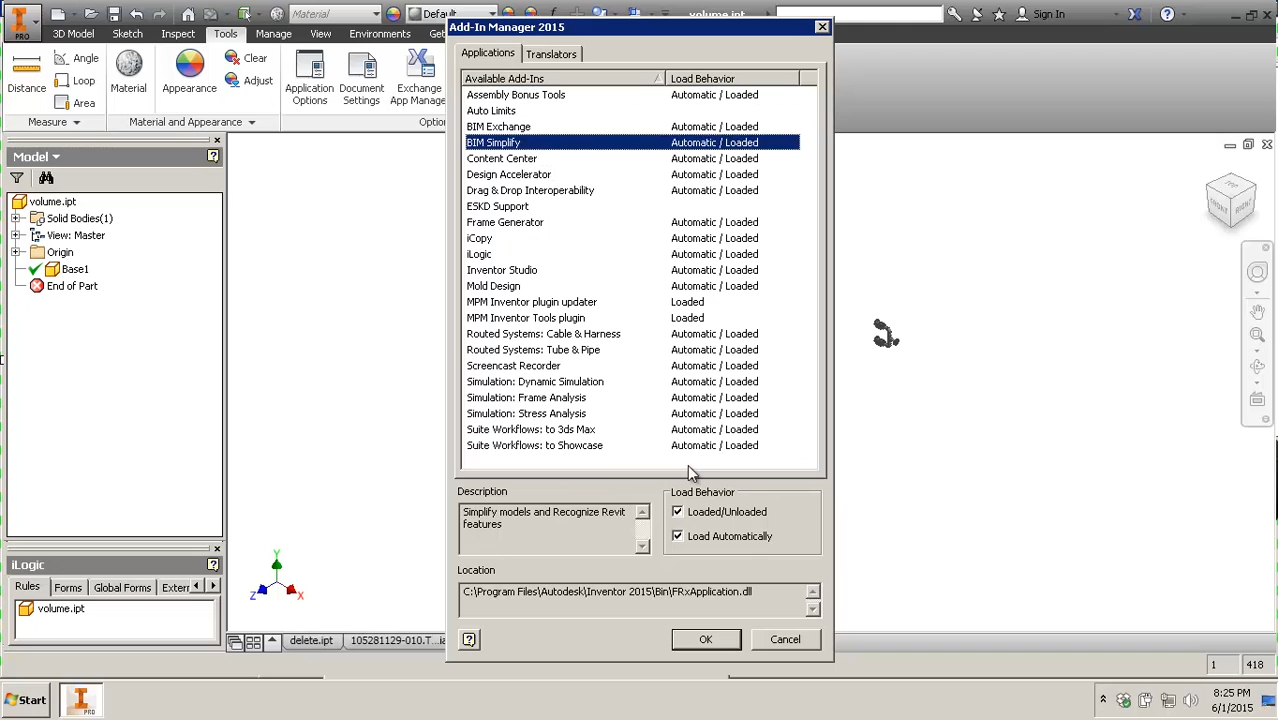 Material
Default
volume.ipt
Sign In
PRO
3D Model
Inspect
Tools
Manage
View
Environments
Distance
Angle
Loop
Area
Material
Appearance
Clear
Adjust
Application Options
Document Settings
Exchange App Manager
Measure
Material and Appearance
Model
volume.ipt
Solid Bodies(1)
View: Master
Origin
Base1
End of Part
iLogic
Rules
Forms
Global Forms
Extern
volume.ipt
Add-In Manager 2015
Applications
Translators
Available Add-Ins Load Behavior
Assembly Bonus Tools Automatic / Loaded
Auto Limits
BIM Exchange Automatic / Loaded
BIM Simplify Automatic / Loaded
Content Center Automatic / Loaded
Design Accelerator Automatic / Loaded
Drag & Drop Interoperability Automatic / Loaded
ESKD Support
Frame Generator Automatic / Loaded
iCopy Automatic / Loaded
iLogic Automatic / Loaded
Inventor Studio Automatic / Loaded
Mold Design Automatic / Loaded
MPM Inventor plugin updater Loaded
MPM Inventor Tools plugin Loaded
Routed Systems: Cable & Harness Automatic / Loaded
Routed Systems: Tube & Pipe Automatic / Loaded
Screencast Recorder Automatic / Loaded
Simulation: Dynamic Simulation Automatic / Loaded
Simulation: Frame Analysis Automatic / Loaded
Simulation: Stress Analysis Automatic / Loaded
Suite Workflows: to 3ds Max Automatic / Loaded
Suite Workflows: to Showcase Automatic / Loaded
Description
Simplify models and Recognize Revit
features
Load Behavior
Loaded/Unloaded
Load Automatically
Location
C:\Program Files\Autodesk\Inventor 2015\Bin\FRxApplication.dll
OK
Cancel
TOP
FRONT
RIGHT
Y
Z
X
delete.ipt
105281129-010.T...
1
418
Start
PRO
8:25 PM
6/1/2015